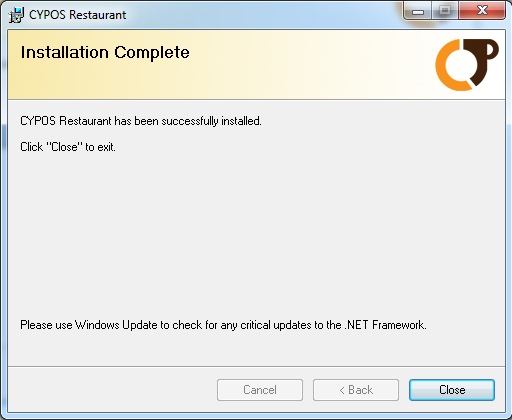 CYPOS Restaurant
Installation Complete
CYPOS Restaurant has been successfully installed.
Click "Close" to exit.
Please use Windows Update to check for any critical updates to the .NET Framework.
Cancel
< Back
Close